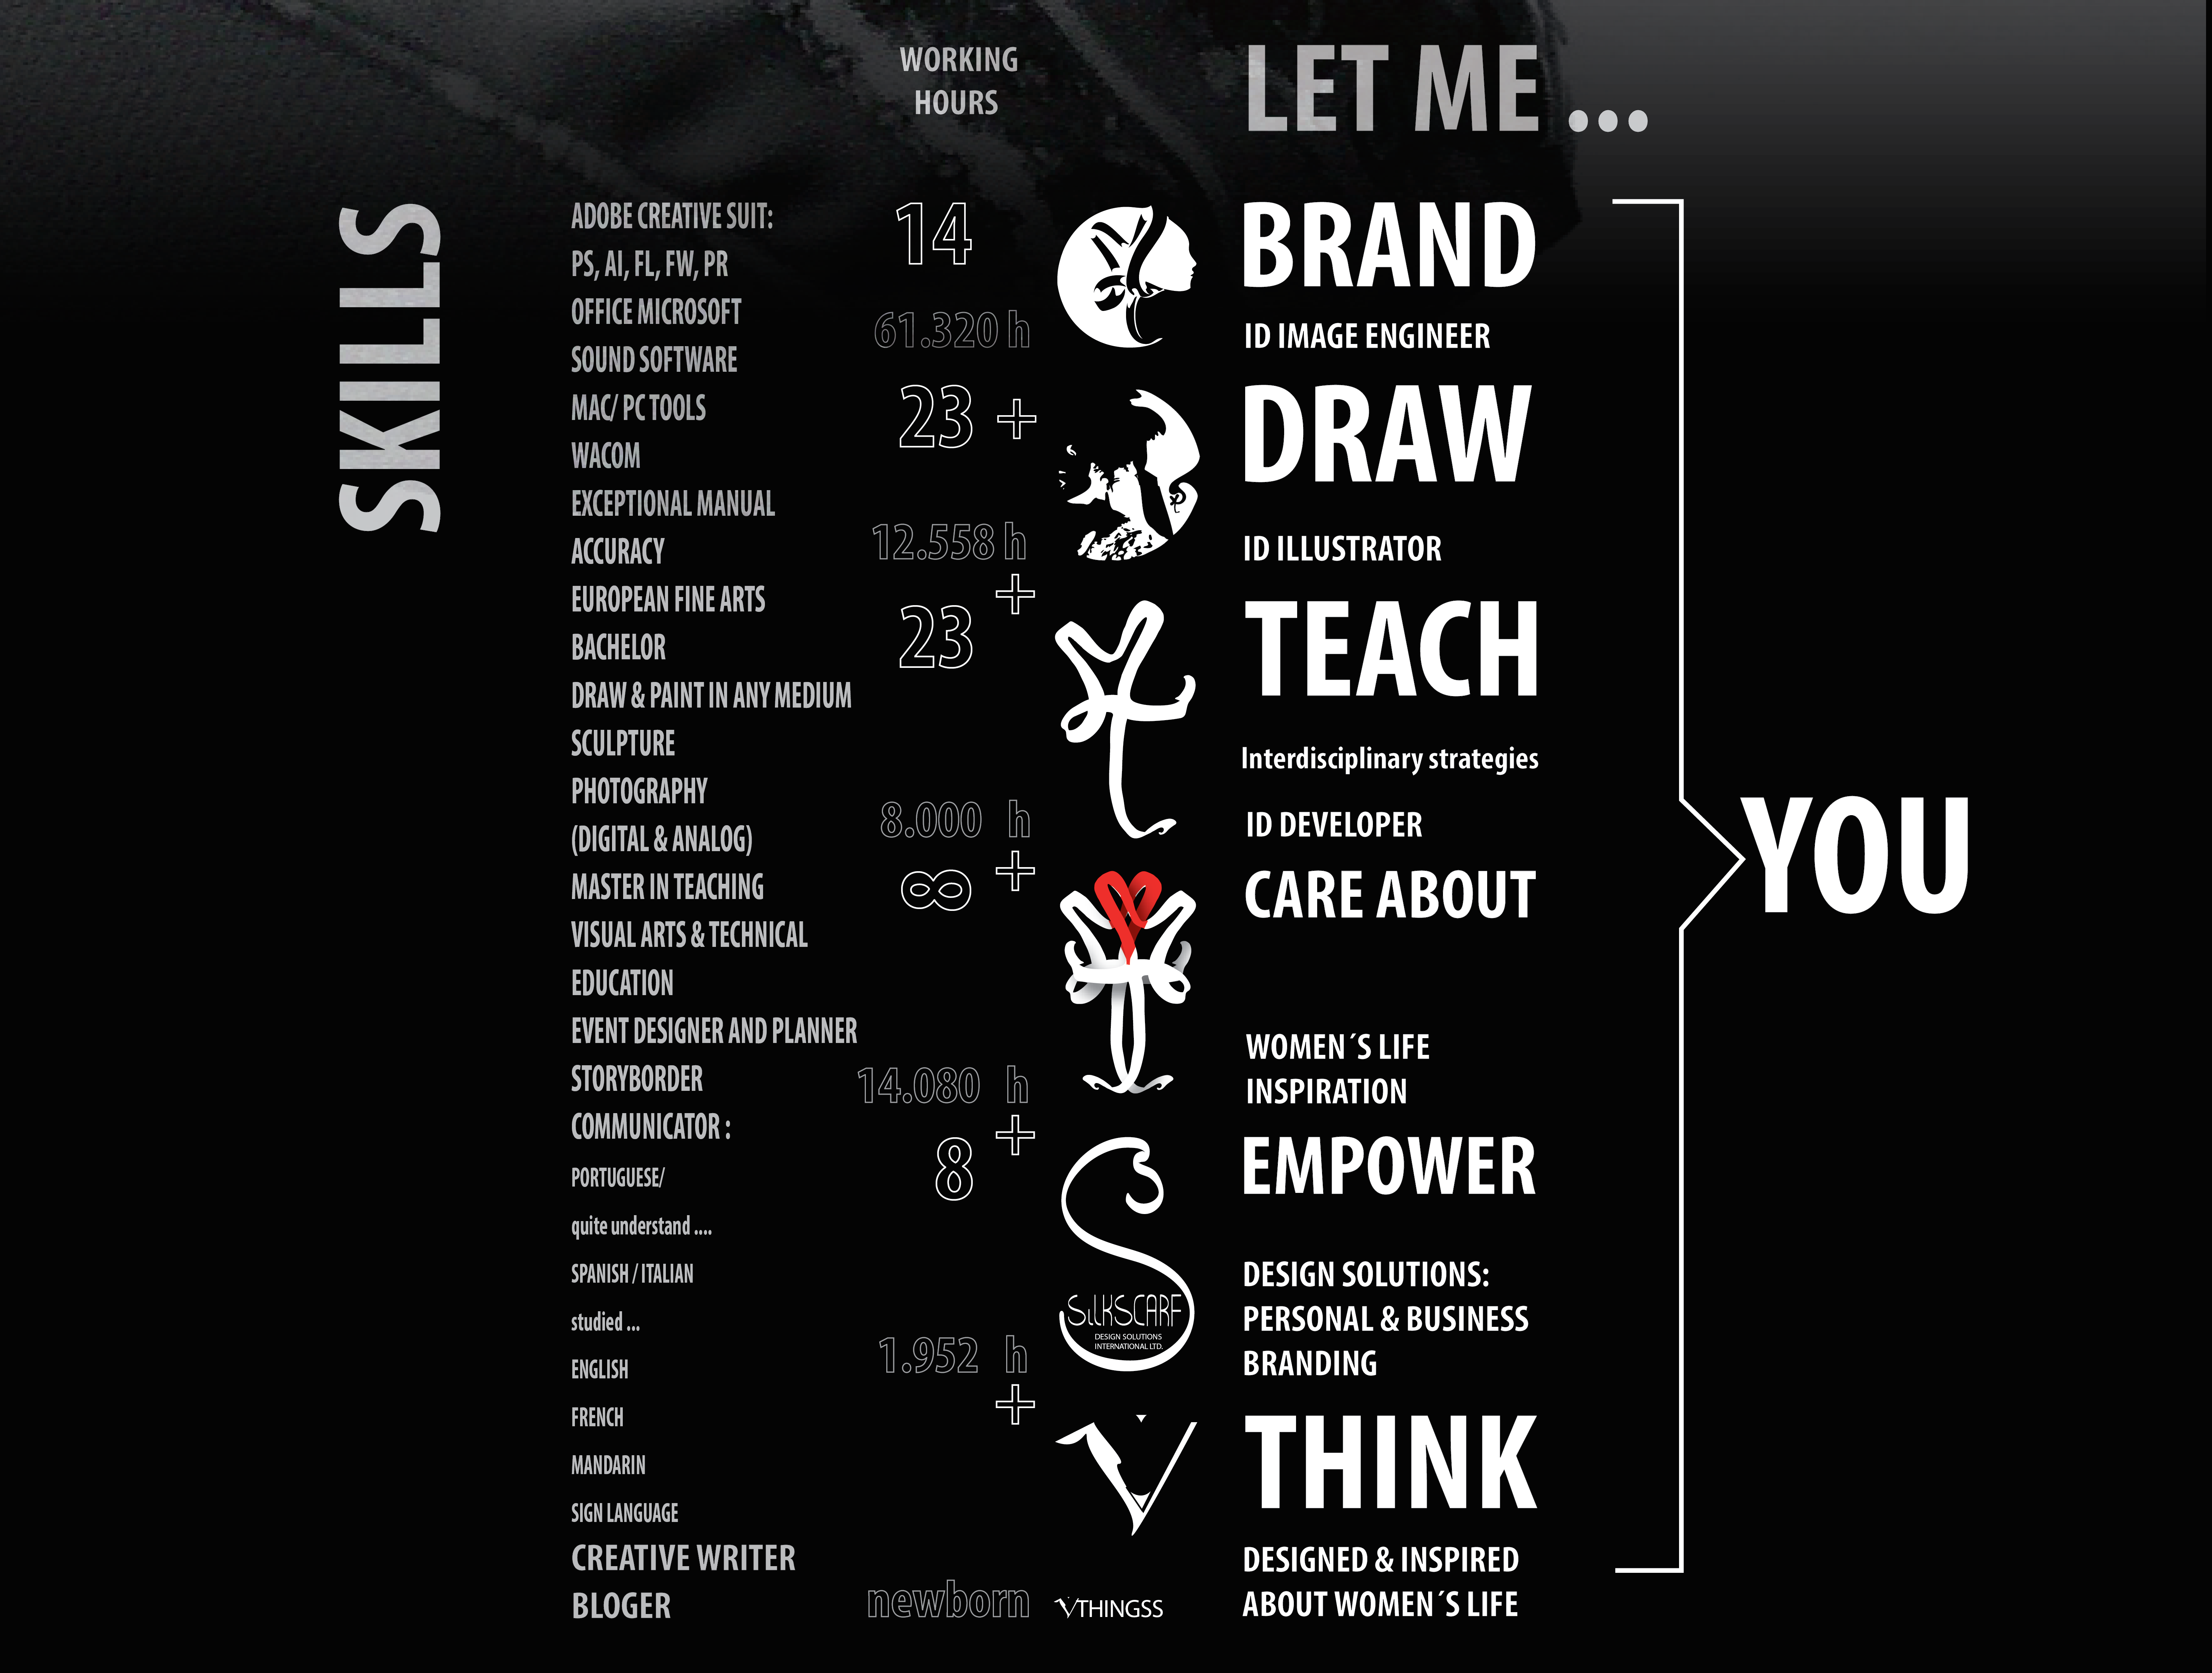 WORKING
HOURS
LET ME ...
SKILLS
ADOBE CREATIVE SUIT:
PS, AI, FL, FW, PR
OFFICE MICROSOFT
SOUND SOFTWARE
MAC/ PC TOOLS
WACOM
EXCEPTIONAL MANUAL
ACCURACY
EUROPEAN FINE ARTS
BACHELOR
DRAW & PAINT IN ANY MEDIUM
SCULPTURE
PHOTOGRAPHY
(DIGITAL & ANALOG)
MASTER IN TEACHING
VISUAL ARTS & TECHNICAL
EDUCATION
EVENT DESIGNER AND PLANNER
STORYBORDER
COMMUNICATOR :
PORTUGUESE/
quite understand ....
SPANISH / ITALIAN
studied ...
ENGLISH
FRENCH
MANDARIN
SIGN LANGUAGE
CREATIVE WRITER
BLOGER
14
61.320 h
23 +
12.558 h
+
23
8.000 h
+
∞
14.080 h
+
8
1.952 h
+
newborn
BRAND
ID IMAGE ENGINEER
DRAW
ID ILLUSTRATOR
TEACH
Interdisciplinary strategies
ID DEVELOPER
CARE ABOUT
WOMEN´S LIFE
INSPIRATION
EMPOWER
SiLKSCARF
DESIGN SOLUTIONS
INTERNATIONAL LTD.
DESIGN SOLUTIONS:
PERSONAL & BUSINESS
BRANDING
THINK
DESIGNED & INSPIRED
ABOUT WOMEN´S LIFE
VTHINGSS
YOU